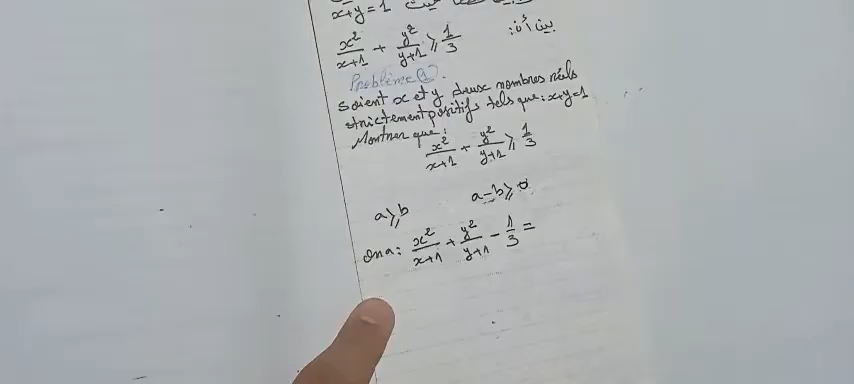 x+y=1
بين أن:
x²/(x+1) + y²/(y+1) ≥ 1/3
Problème ①.
Soient x et y deux nombres réels
strictement positifs tels que: x+y=1
Montrer que:
x²/(x+1) + y²/(y+1) ≥ 1/3
a≥b a-b≥0
on a: x²/(x+1) + y²/(y+1) - 1/3 =